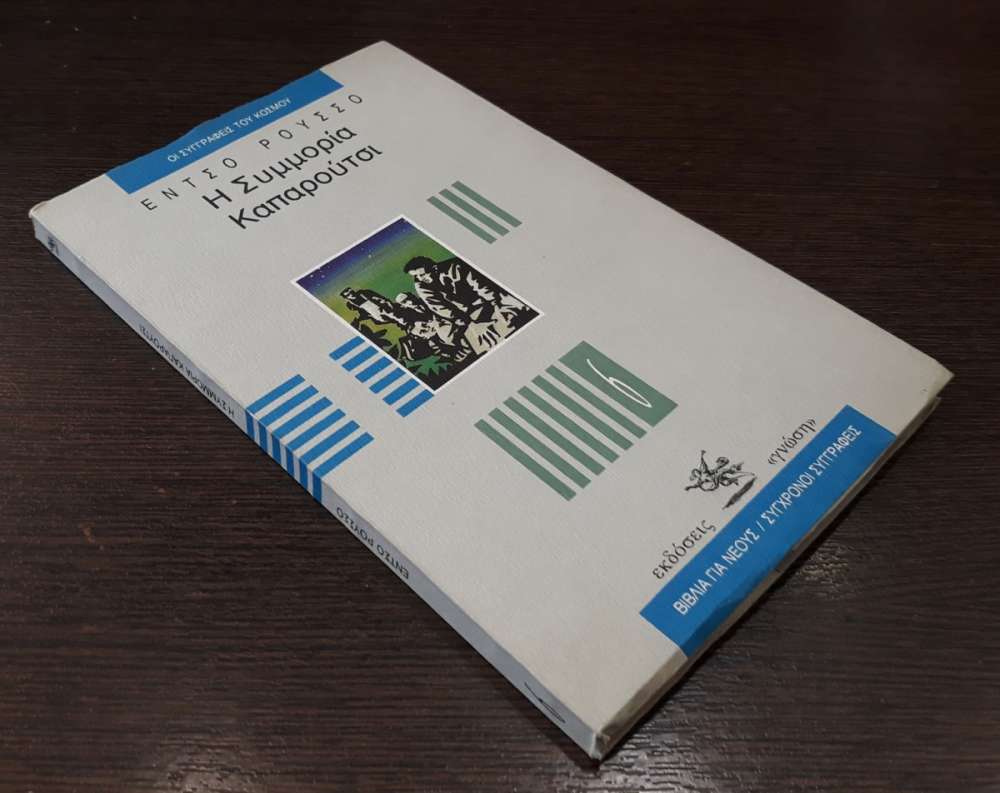 ΟΙ ΣΥΓΓΡΑΦΕΙΣ ΤΟΥ ΚΟΣΜΟΥ
ΕΝΤΣΟ ΡΟΥΣΣΟ
Η Συμμορία
Καπαρούτσι
6
εκδόσεις «γνώση»
ΒΙΒΛΙΑ ΓΙΑ ΝΕΟΥΣ / ΣΥΓΧΡΟΝΟΙ ΣΥΓΓΡΑΦΕΙΣ
Η ΣΥΜΜΟΡΙΑ ΚΑΠΑΡΟΥΤΣΙ
ΕΝΤΣΟ ΡΟΥΣΣΟ
6